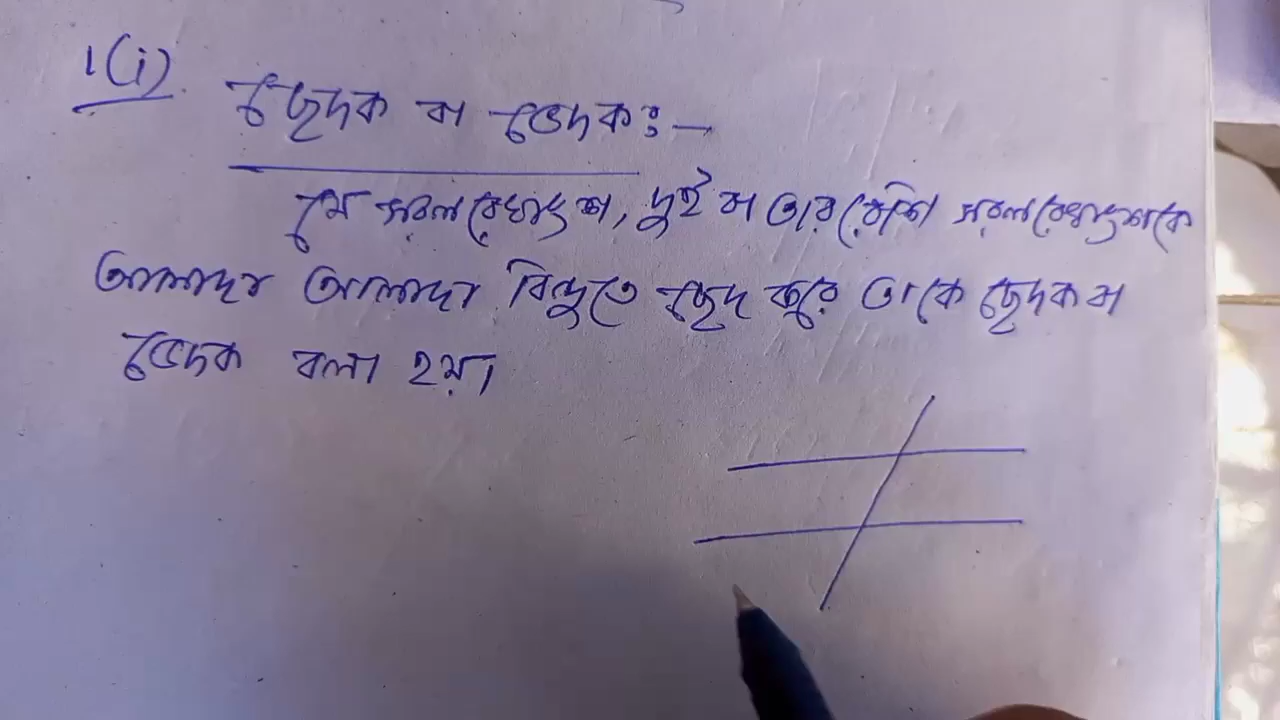 1(i) ছেদক বা ভেদকঃ—
যে সরলরেখাংশ, দুই বা তার বেশি সরলরেখাংশকে
আলাদা আলাদা বিন্দুতে ছেদ করে তাকে ছেদক বা
ভেদক বলা হয়।